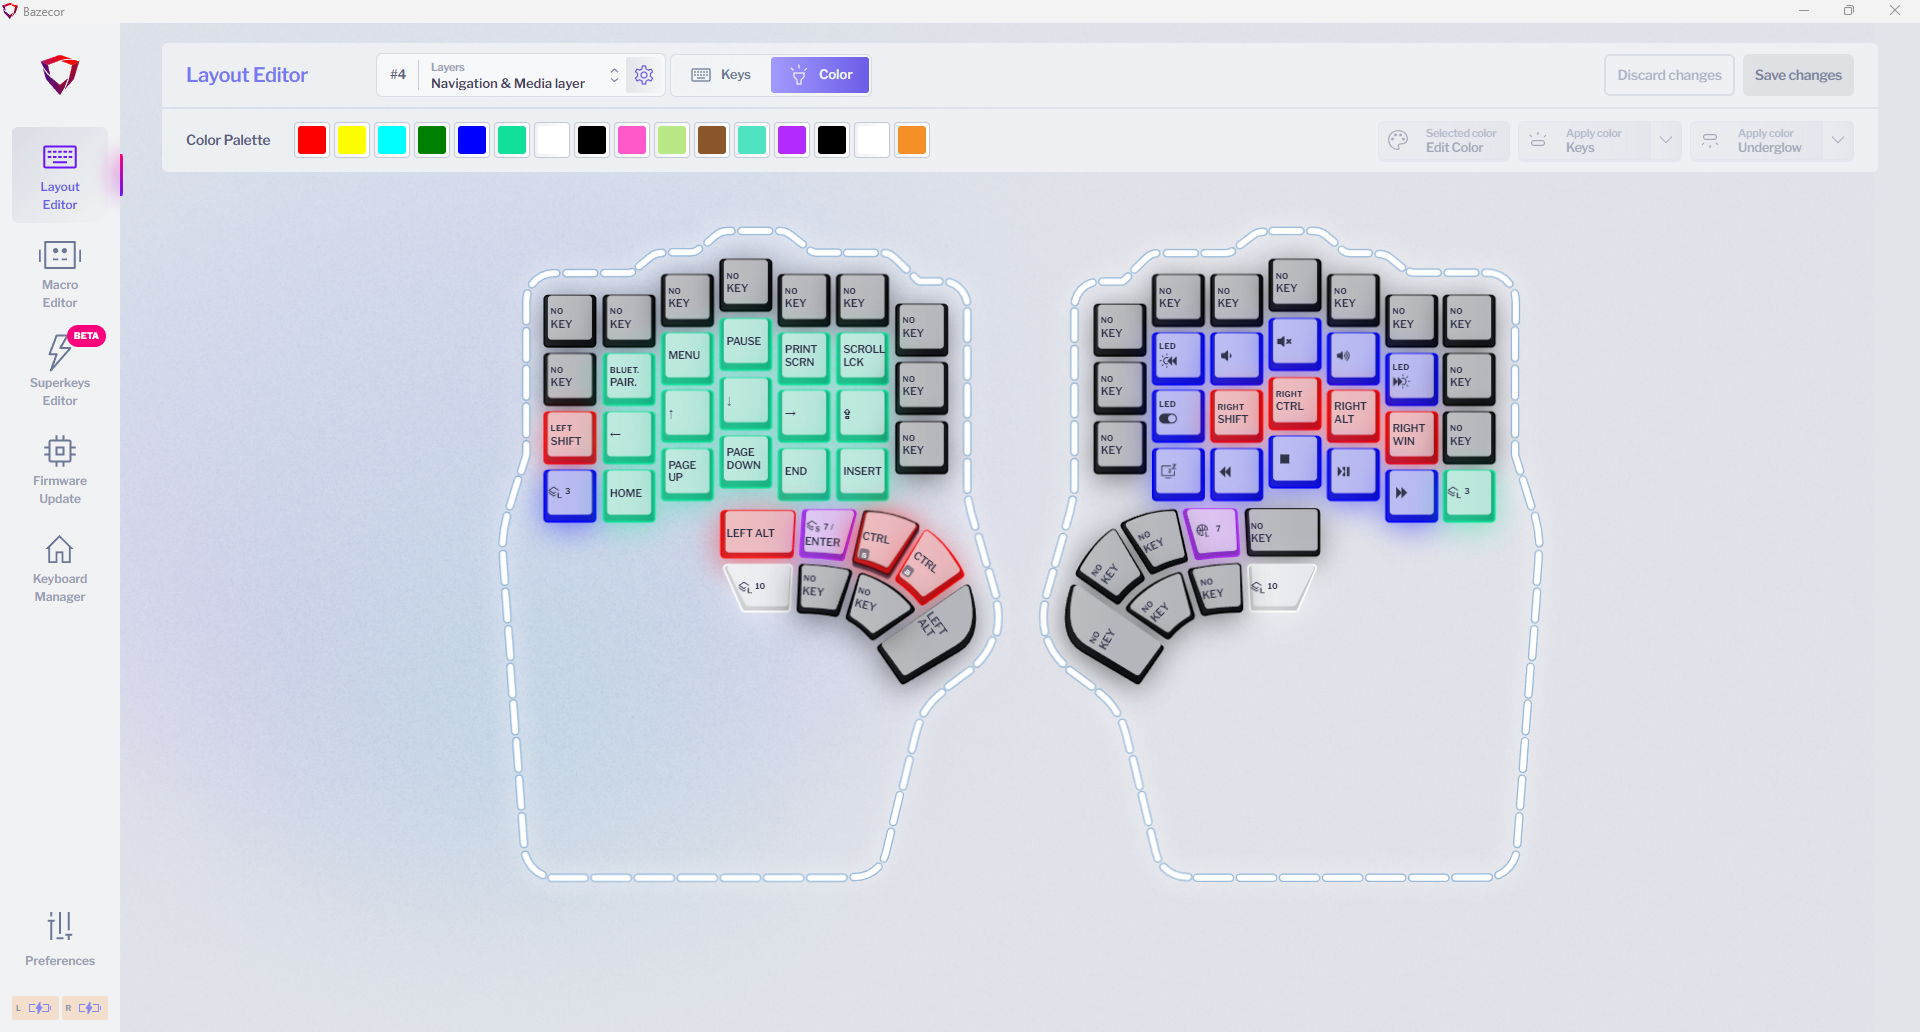 Bazecor
Layout Editor
#4
Layers
Navigation & Media layer
Keys
Color
Discard changes
Save changes
Color Palette
Selected color
Edit Color
Apply color
Keys
Apply color
Underglow
Layout
Editor
Macro
Editor
BETA
Superkeys
Editor
Firmware
Update
Keyboard
Manager
Preferences
L
R
NO
KEY
NO
KEY
NO
KEY
NO
KEY
NO
KEY
NO
KEY
NO
KEY
NO
KEY
BLUET.
PAIR.
MENU
PAUSE
PRINT
SCRN
SCROLL
LCK
NO
KEY
LEFT
SHIFT
←
↑
↓
→
⇪
NO
KEY
L 3
HOME
PAGE
UP
PAGE
DOWN
END
INSERT
LEFT ALT
S 7 /
ENTER
CTRL
CTRL
L 10
NO
KEY
NO
KEY
LEFT
ALT
NO
KEY
NO
KEY
NO
KEY
NO
KEY
NO
KEY
NO
KEY
NO
KEY
NO
KEY
LED
LED
NO
KEY
NO
KEY
LED
RIGHT
SHIFT
RIGHT
CTRL
RIGHT
ALT
RIGHT
WIN
NO
KEY
L 3
NO
KEY
NO
KEY
L 7
NO
KEY
NO
KEY
NO
KEY
NO
KEY
L 10